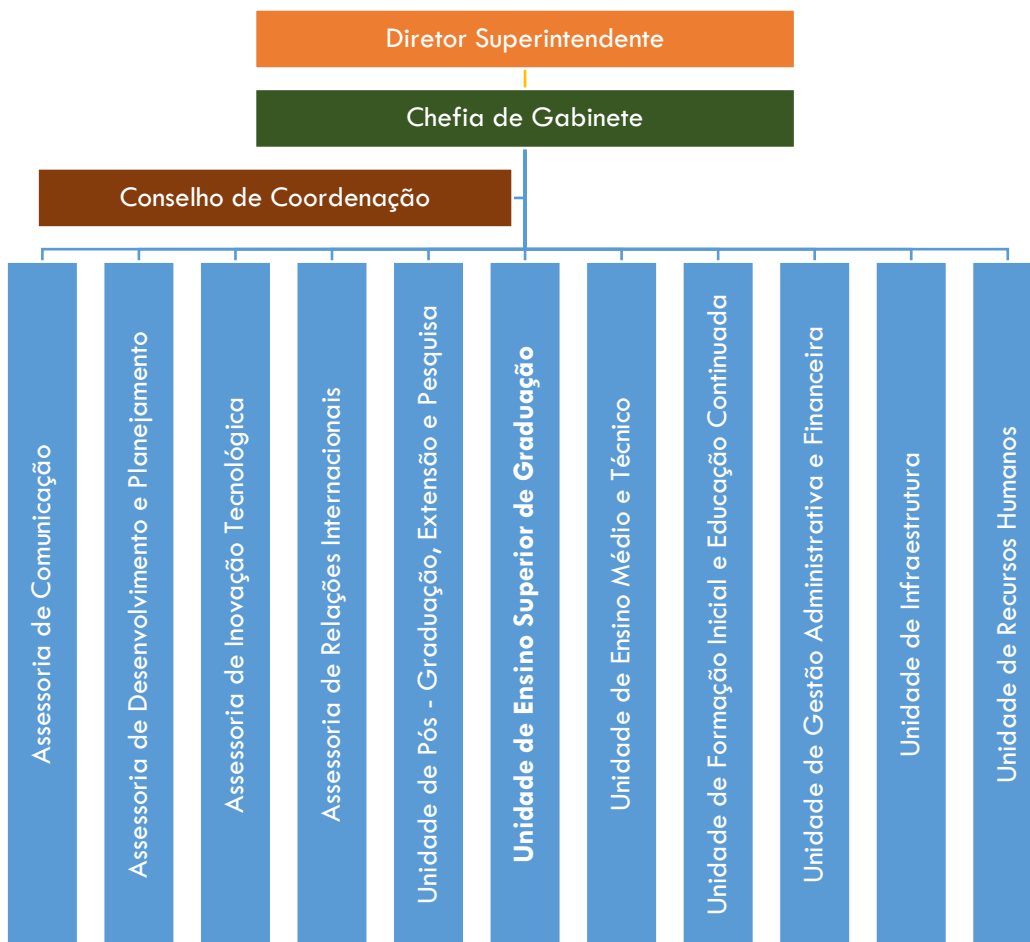 Diretor Superintendente
Chefia de Gabinete
Conselho de Coordenação
Assessoria de Comunicação
Assessoria de Desenvolvimento e Planejamento
Assessoria de Inovação Tecnológica
Assessoria de Relações Internacionais
Unidade de Pós - Graduação, Extensão e Pesquisa
Unidade de Ensino Superior de Graduação
Unidade de Ensino Médio e Técnico
Unidade de Formação Inicial e Educação Continuada
Unidade de Gestão Administrativa e Financeira
Unidade de Infraestrutura
Unidade de Recursos Humanos